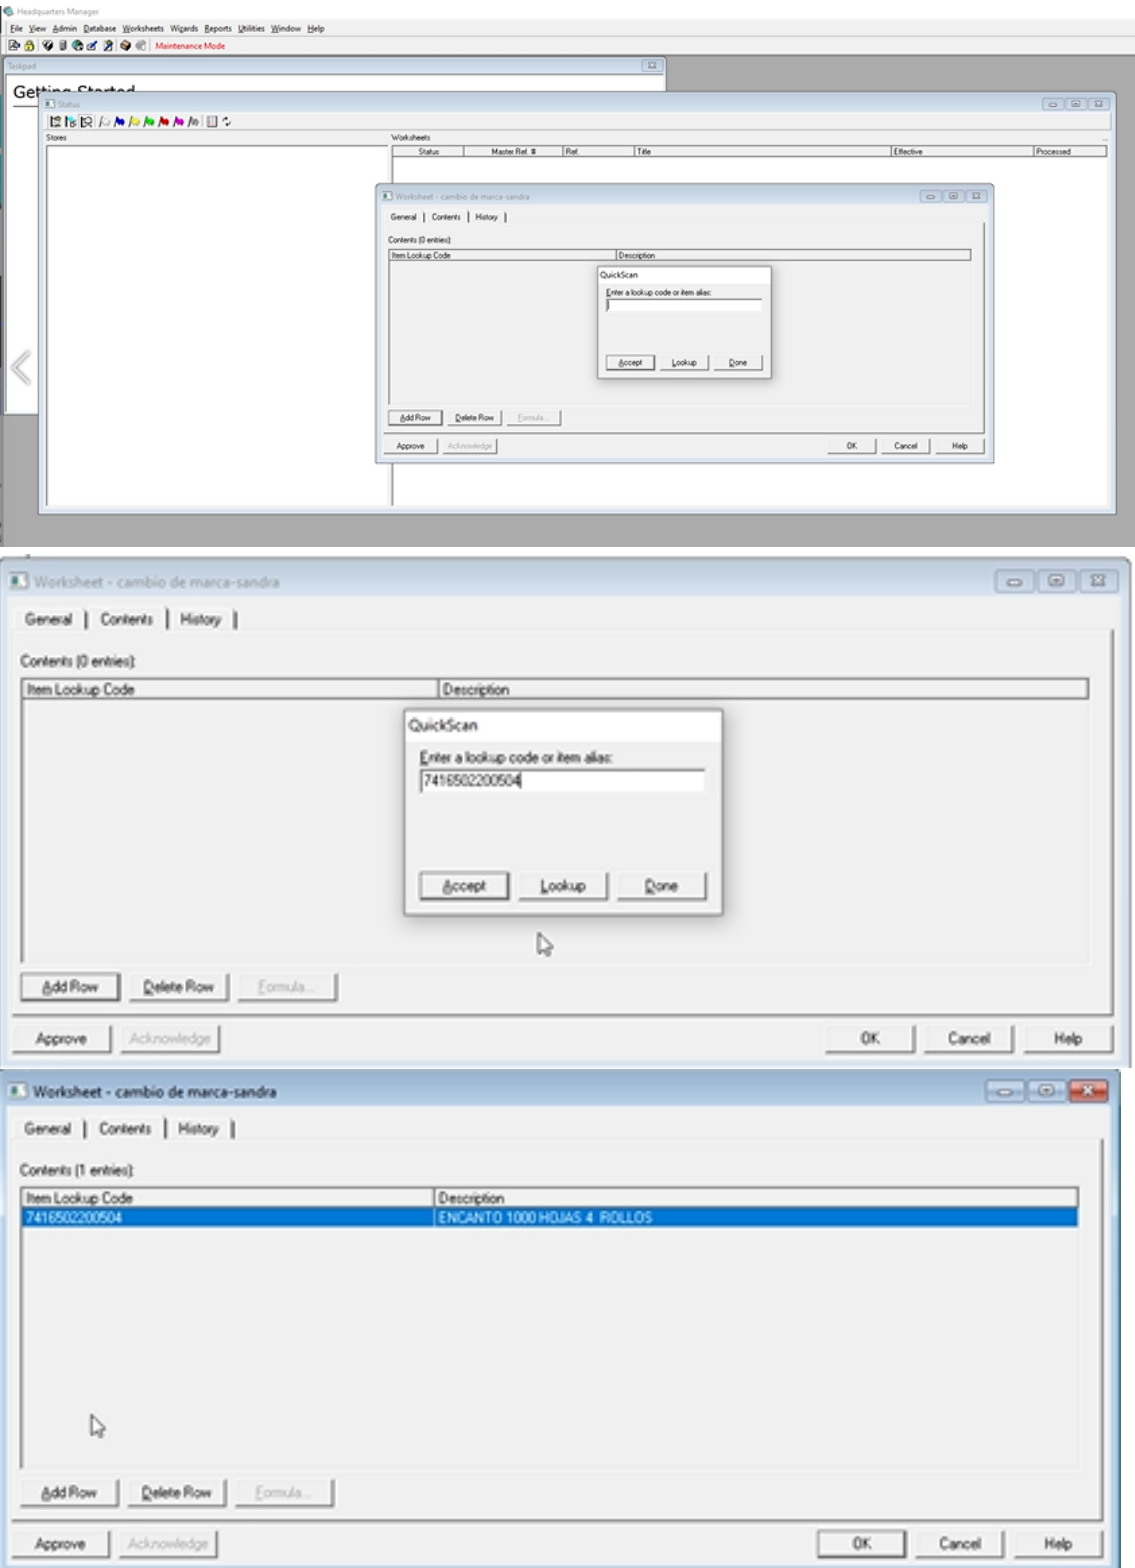 Headquarters Manager
File View Admin Database Worksheets Wizards Reports Utilities Window Help
Maintenance Mode
Taskpad
Getting Started
Status
Stores
Worksheets
Status Master Ref. # Ref. Title Effective Processed
Worksheet - cambio de marca-sandra
General Contents History
Contents (0 entries):
Item Lookup Code Description
QuickScan
Enter a lookup code or item alias:
Accept Lookup Done
Add Row Delete Row Formula...
Approve Acknowledge OK Cancel Help
Worksheet - cambio de marca-sandra
General Contents History
Contents (0 entries):
Item Lookup Code Description
QuickScan
Enter a lookup code or item alias:
7416502200504
Accept Lookup Done
Add Row Delete Row Formula...
Approve Acknowledge OK Cancel Help
Worksheet - cambio de marca-sandra
General Contents History
Contents (1 entries):
Item Lookup Code Description
7416502200504 ENCANTO 1000 HOJAS 4 ROLLOS
Add Row Delete Row Formula...
Approve Acknowledge OK Cancel Help